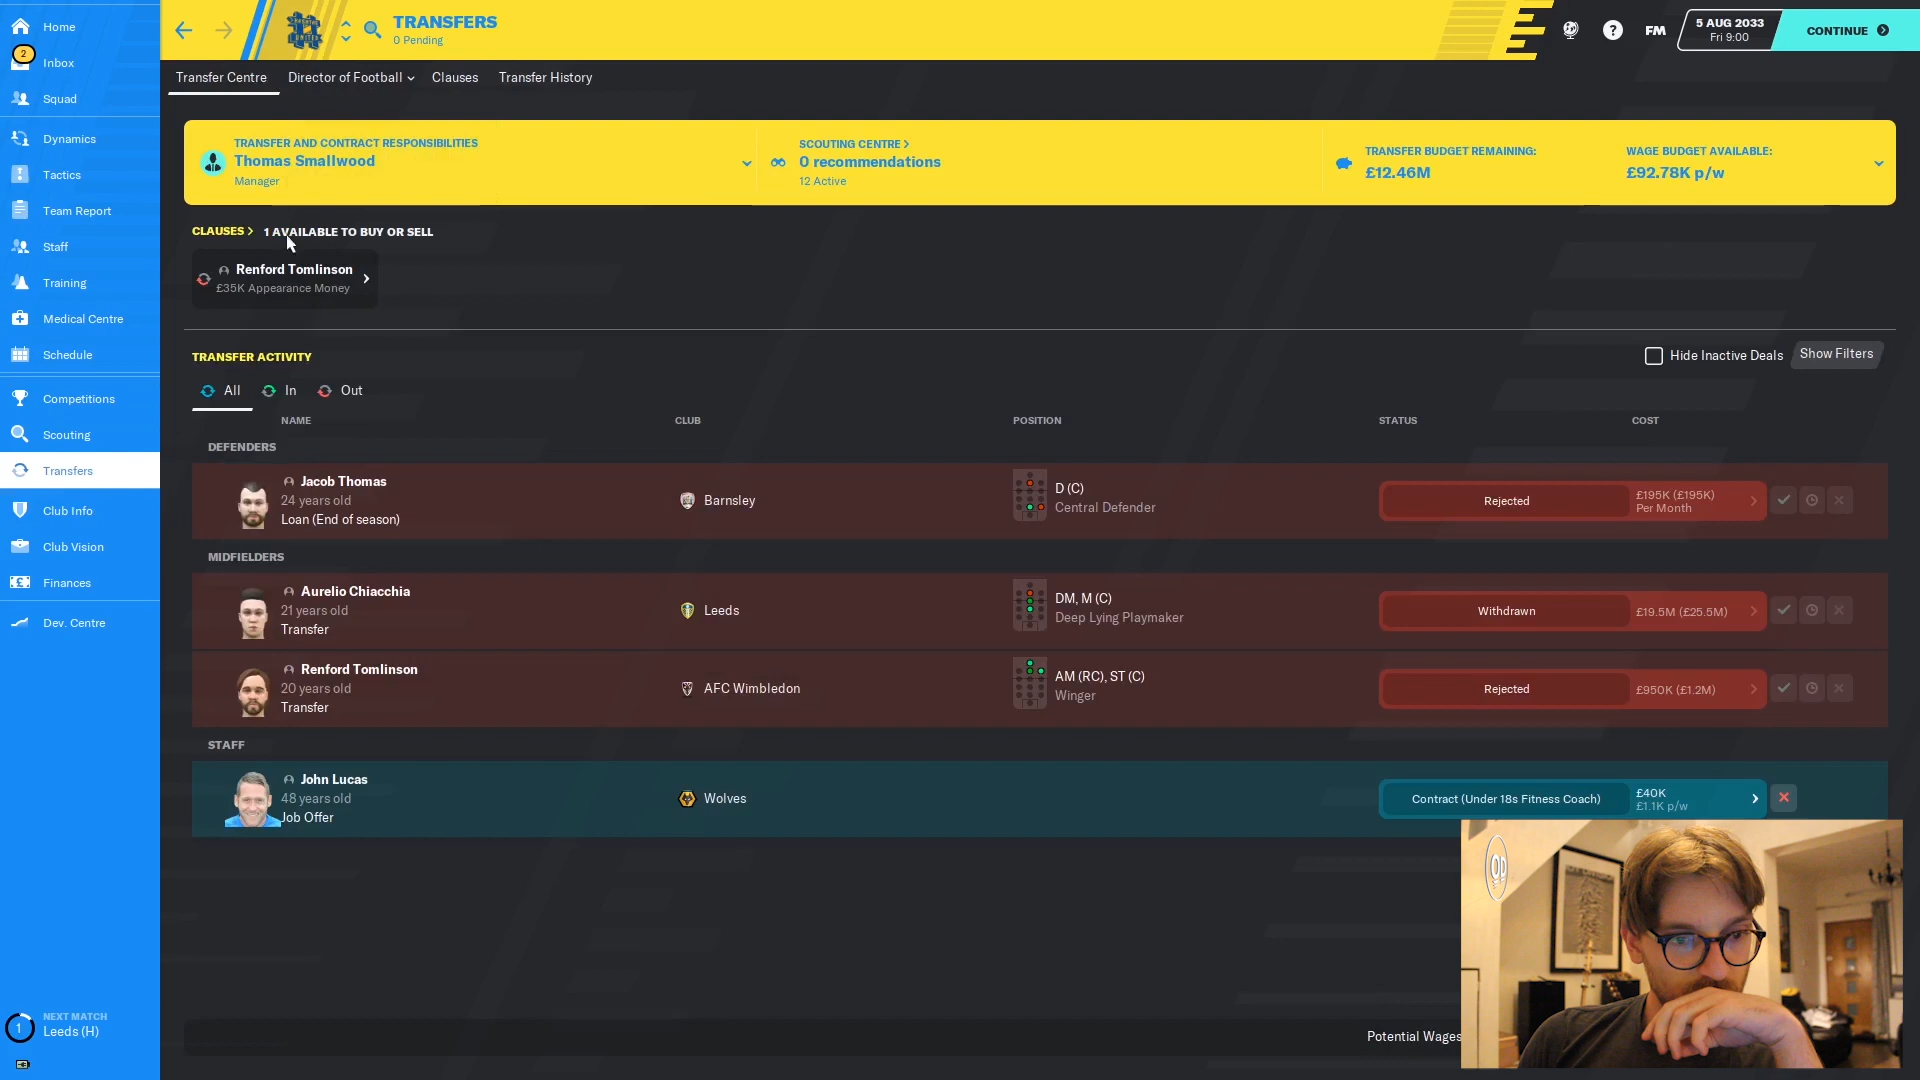 Home
2
Inbox
Squad
Dynamics
Tactics
Team Report
Staff
Training
Medical Centre
Schedule
Competitions
Scouting
Transfers
Club Info
Club Vision
Finances
Dev. Centre
NEXT MATCH
1
Leeds (H)
TRANSFERS
0 Pending
?
FM
5 AUG 2033
Fri 9:00
CONTINUE
Transfer Centre
Director of Football
Clauses
Transfer History
TRANSFER AND CONTRACT RESPONSIBILITIES
Thomas Smallwood
Manager
SCOUTING CENTRE >
0 recommendations
12 Active
TRANSFER BUDGET REMAINING:
£12.46M
WAGE BUDGET AVAILABLE:
£92.78K p/w
CLAUSES > 1 AVAILABLE TO BUY OR SELL
Renford Tomlinson
£35K Appearance Money
TRANSFER ACTIVITY
Hide Inactive Deals
Show Filters
All
In
Out
NAME
CLUB
POSITION
STATUS
COST
DEFENDERS
Jacob Thomas
24 years old
Loan (End of season)
Barnsley
D (C)
Central Defender
Rejected
£195K (£195K)
Per Month
MIDFIELDERS
Aurelio Chiacchia
21 years old
Transfer
Leeds
DM, M (C)
Deep Lying Playmaker
Withdrawn
£19.5M (£25.5M)
Renford Tomlinson
20 years old
Transfer
AFC Wimbledon
AM (RC), ST (C)
Winger
Rejected
£950K (£1.2M)
STAFF
John Lucas
48 years old
Job Offer
Wolves
Contract (Under 18s Fitness Coach)
£40K
£1.1K p/w
Potential Wages